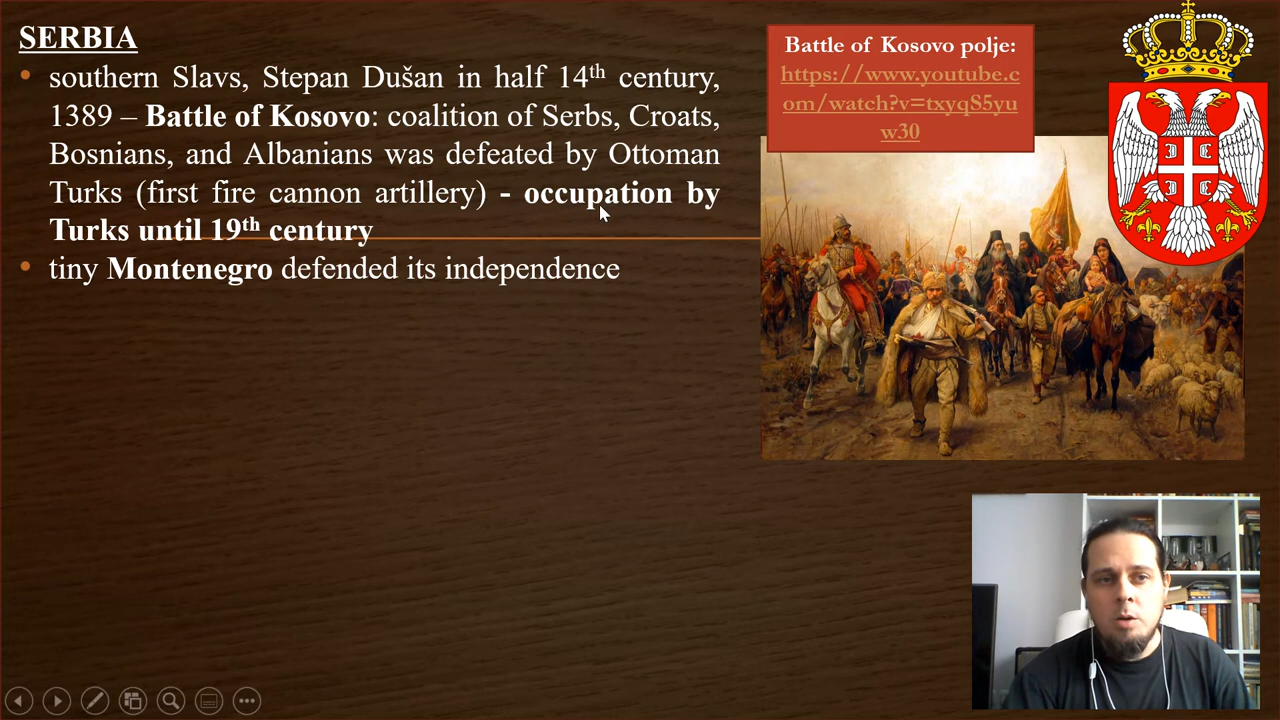 SERBIA
• southern Slavs, Stepan Dušan in half 14th century,
1389 – Battle of Kosovo: coalition of Serbs, Croats,
Bosnians, and Albanians was defeated by Ottoman
Turks (first fire cannon artillery) - occupation by
Turks until 19th century
• tiny Montenegro defended its independence
Battle of Kosovo polje:
https://www.youtube.c
om/watch?v=txyqS5yu
w30